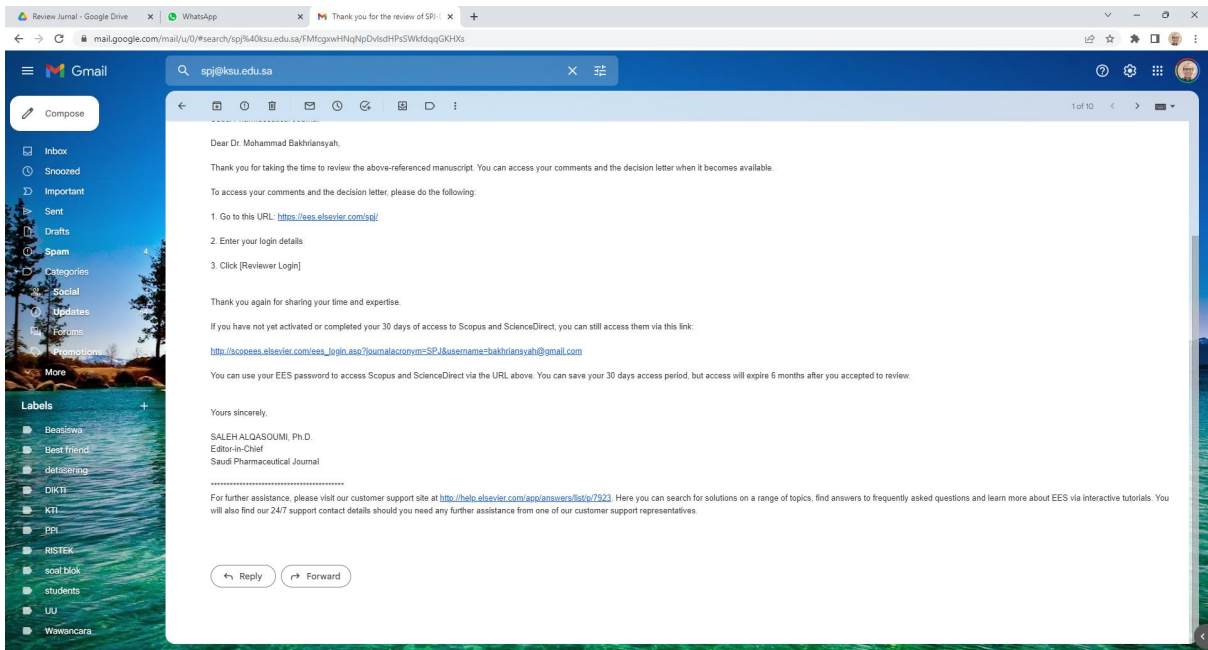 Review Jurnal - Google Drive
WhatsApp
Thank you for the review of SPJ-
mail.google.com/mail/u/0/#search/spj%40ksu.edu.sa/FMfcgxwHNqNpDvlsdHPsSWkfdqqGKHXs
Gmail
spj@ksu.edu.sa
Compose
1 of 10
Inbox
Snoozed
Important
Sent
Drafts
Spam 4
Categories
Social
Updates
Forums
Promotions
More
Labels
Beasiswa
Best friend
detasering
DIKTI
KTI
PPI
RISTEK
soal blok
students
UU
Wawancara
Dear Dr. Mohammad Bakhriansyah,
Thank you for taking the time to review the above-referenced manuscript. You can access your comments and the decision letter when it becomes available.
To access your comments and the decision letter, please do the following:
1. Go to this URL: https://ees.elsevier.com/spj/
2. Enter your login details
3. Click [Reviewer Login]
Thank you again for sharing your time and expertise.
If you have not yet activated or completed your 30 days of access to Scopus and ScienceDirect, you can still access them via this link:
http://scopees.elsevier.com/ees_login.asp?journalacronym=SPJ&username=bakhriansyah@gmail.com
You can use your EES password to access Scopus and ScienceDirect via the URL above. You can save your 30 days access period, but access will expire 6 months after you accepted to review.
Yours sincerely,
SALEH ALQASOUMI, Ph.D.
Editor-in-Chief
Saudi Pharmaceutical Journal
******************************************
For further assistance, please visit our customer support site at http://help.elsevier.com/app/answers/list/p/7923. Here you can search for solutions on a range of topics, find answers to frequently asked questions and learn more about EES via interactive tutorials. You
will also find our 24/7 support contact details should you need any further assistance from one of our customer support representatives.
Reply
Forward